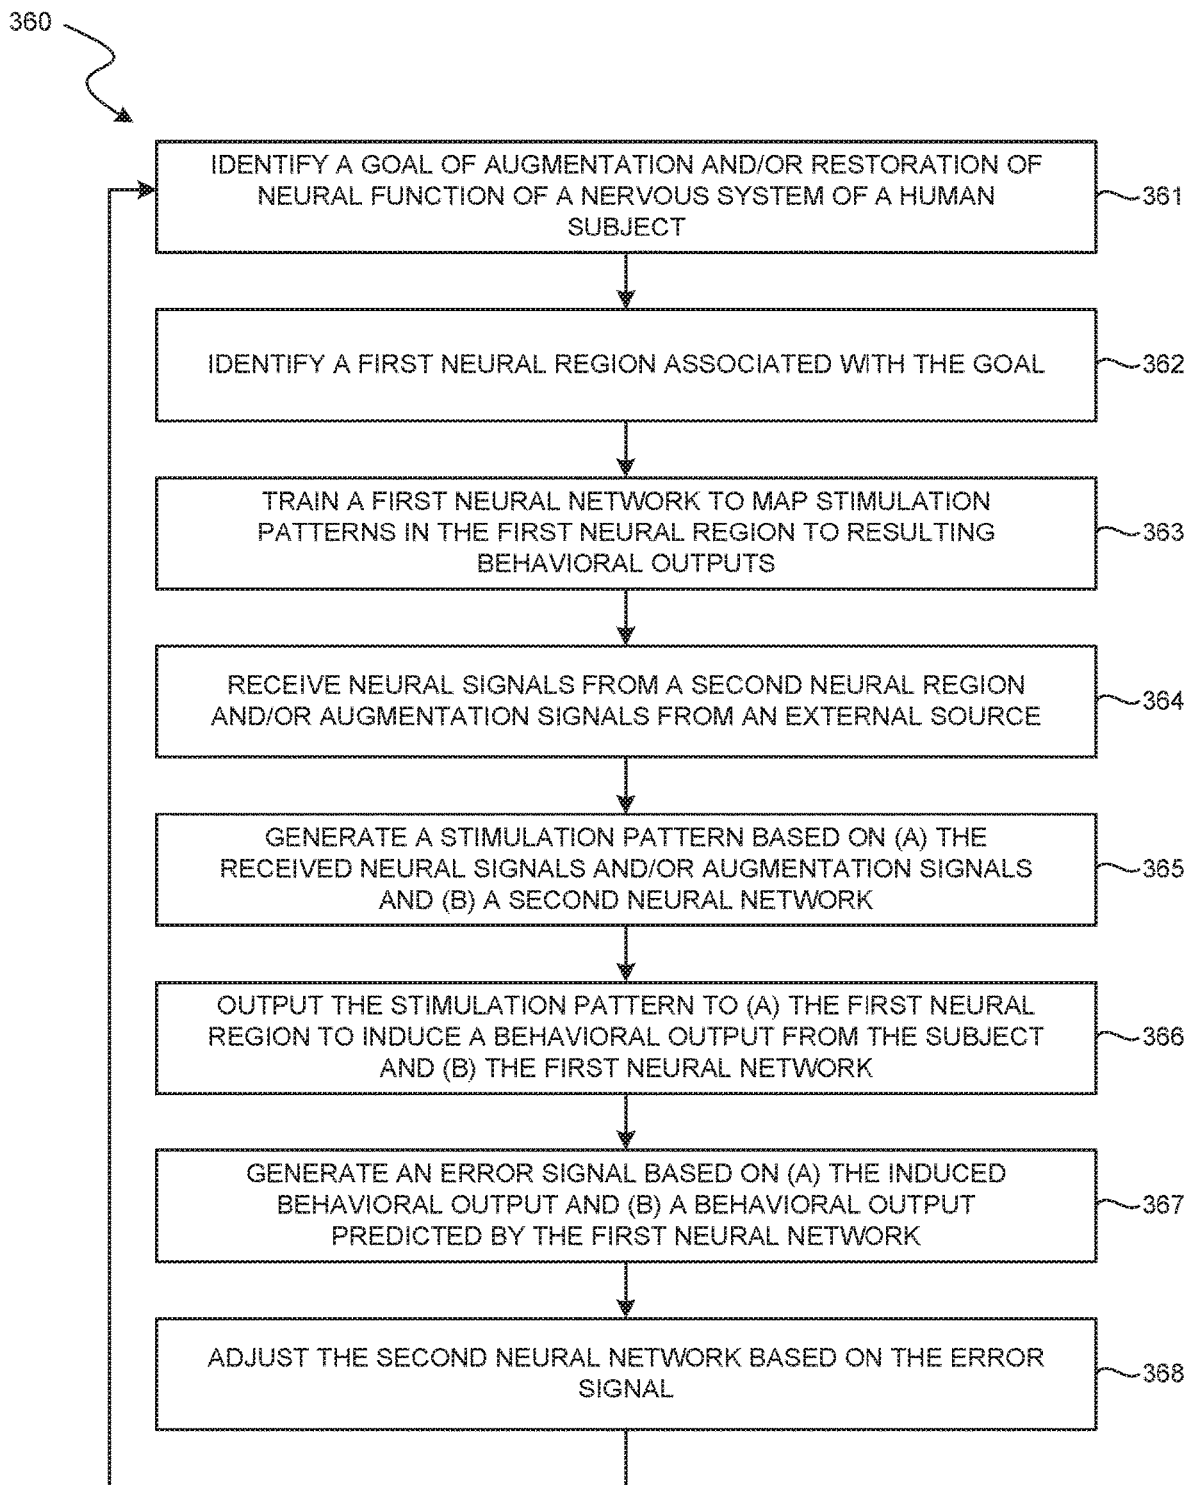 360
IDENTIFY A GOAL OF AUGMENTATION AND/OR RESTORATION OF
NEURAL FUNCTION OF A NERVOUS SYSTEM OF A HUMAN
SUBJECT
361
IDENTIFY A FIRST NEURAL REGION ASSOCIATED WITH THE GOAL
362
TRAIN A FIRST NEURAL NETWORK TO MAP STIMULATION
PATTERNS IN THE FIRST NEURAL REGION TO RESULTING
BEHAVIORAL OUTPUTS
363
RECEIVE NEURAL SIGNALS FROM A SECOND NEURAL REGION
AND/OR AUGMENTATION SIGNALS FROM AN EXTERNAL SOURCE
364
GENERATE A STIMULATION PATTERN BASED ON (A) THE
RECEIVED NEURAL SIGNALS AND/OR AUGMENTATION SIGNALS
AND (B) A SECOND NEURAL NETWORK
365
OUTPUT THE STIMULATION PATTERN TO (A) THE FIRST NEURAL
REGION TO INDUCE A BEHAVIORAL OUTPUT FROM THE SUBJECT
AND (B) THE FIRST NEURAL NETWORK
366
GENERATE AN ERROR SIGNAL BASED ON (A) THE INDUCED
BEHAVIORAL OUTPUT AND (B) A BEHAVIORAL OUTPUT
PREDICTED BY THE FIRST NEURAL NETWORK
367
ADJUST THE SECOND NEURAL NETWORK BASED ON THE ERROR
SIGNAL
368